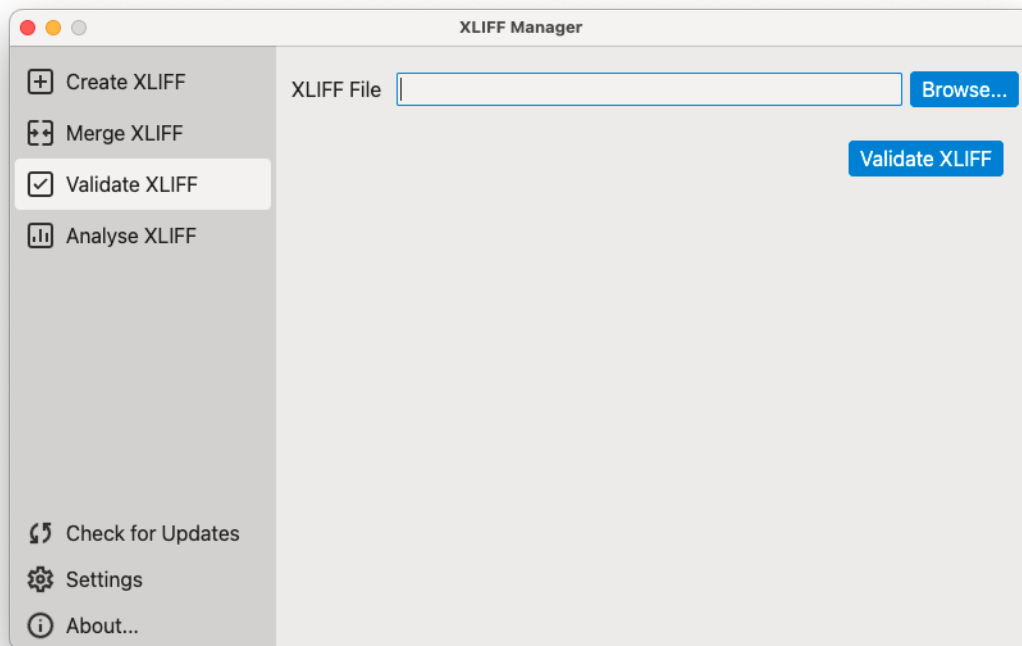 XLIFF Manager
Create XLIFF
Merge XLIFF
Validate XLIFF
Analyse XLIFF
Check for Updates
Settings
About...
XLIFF File
Browse...
Validate XLIFF